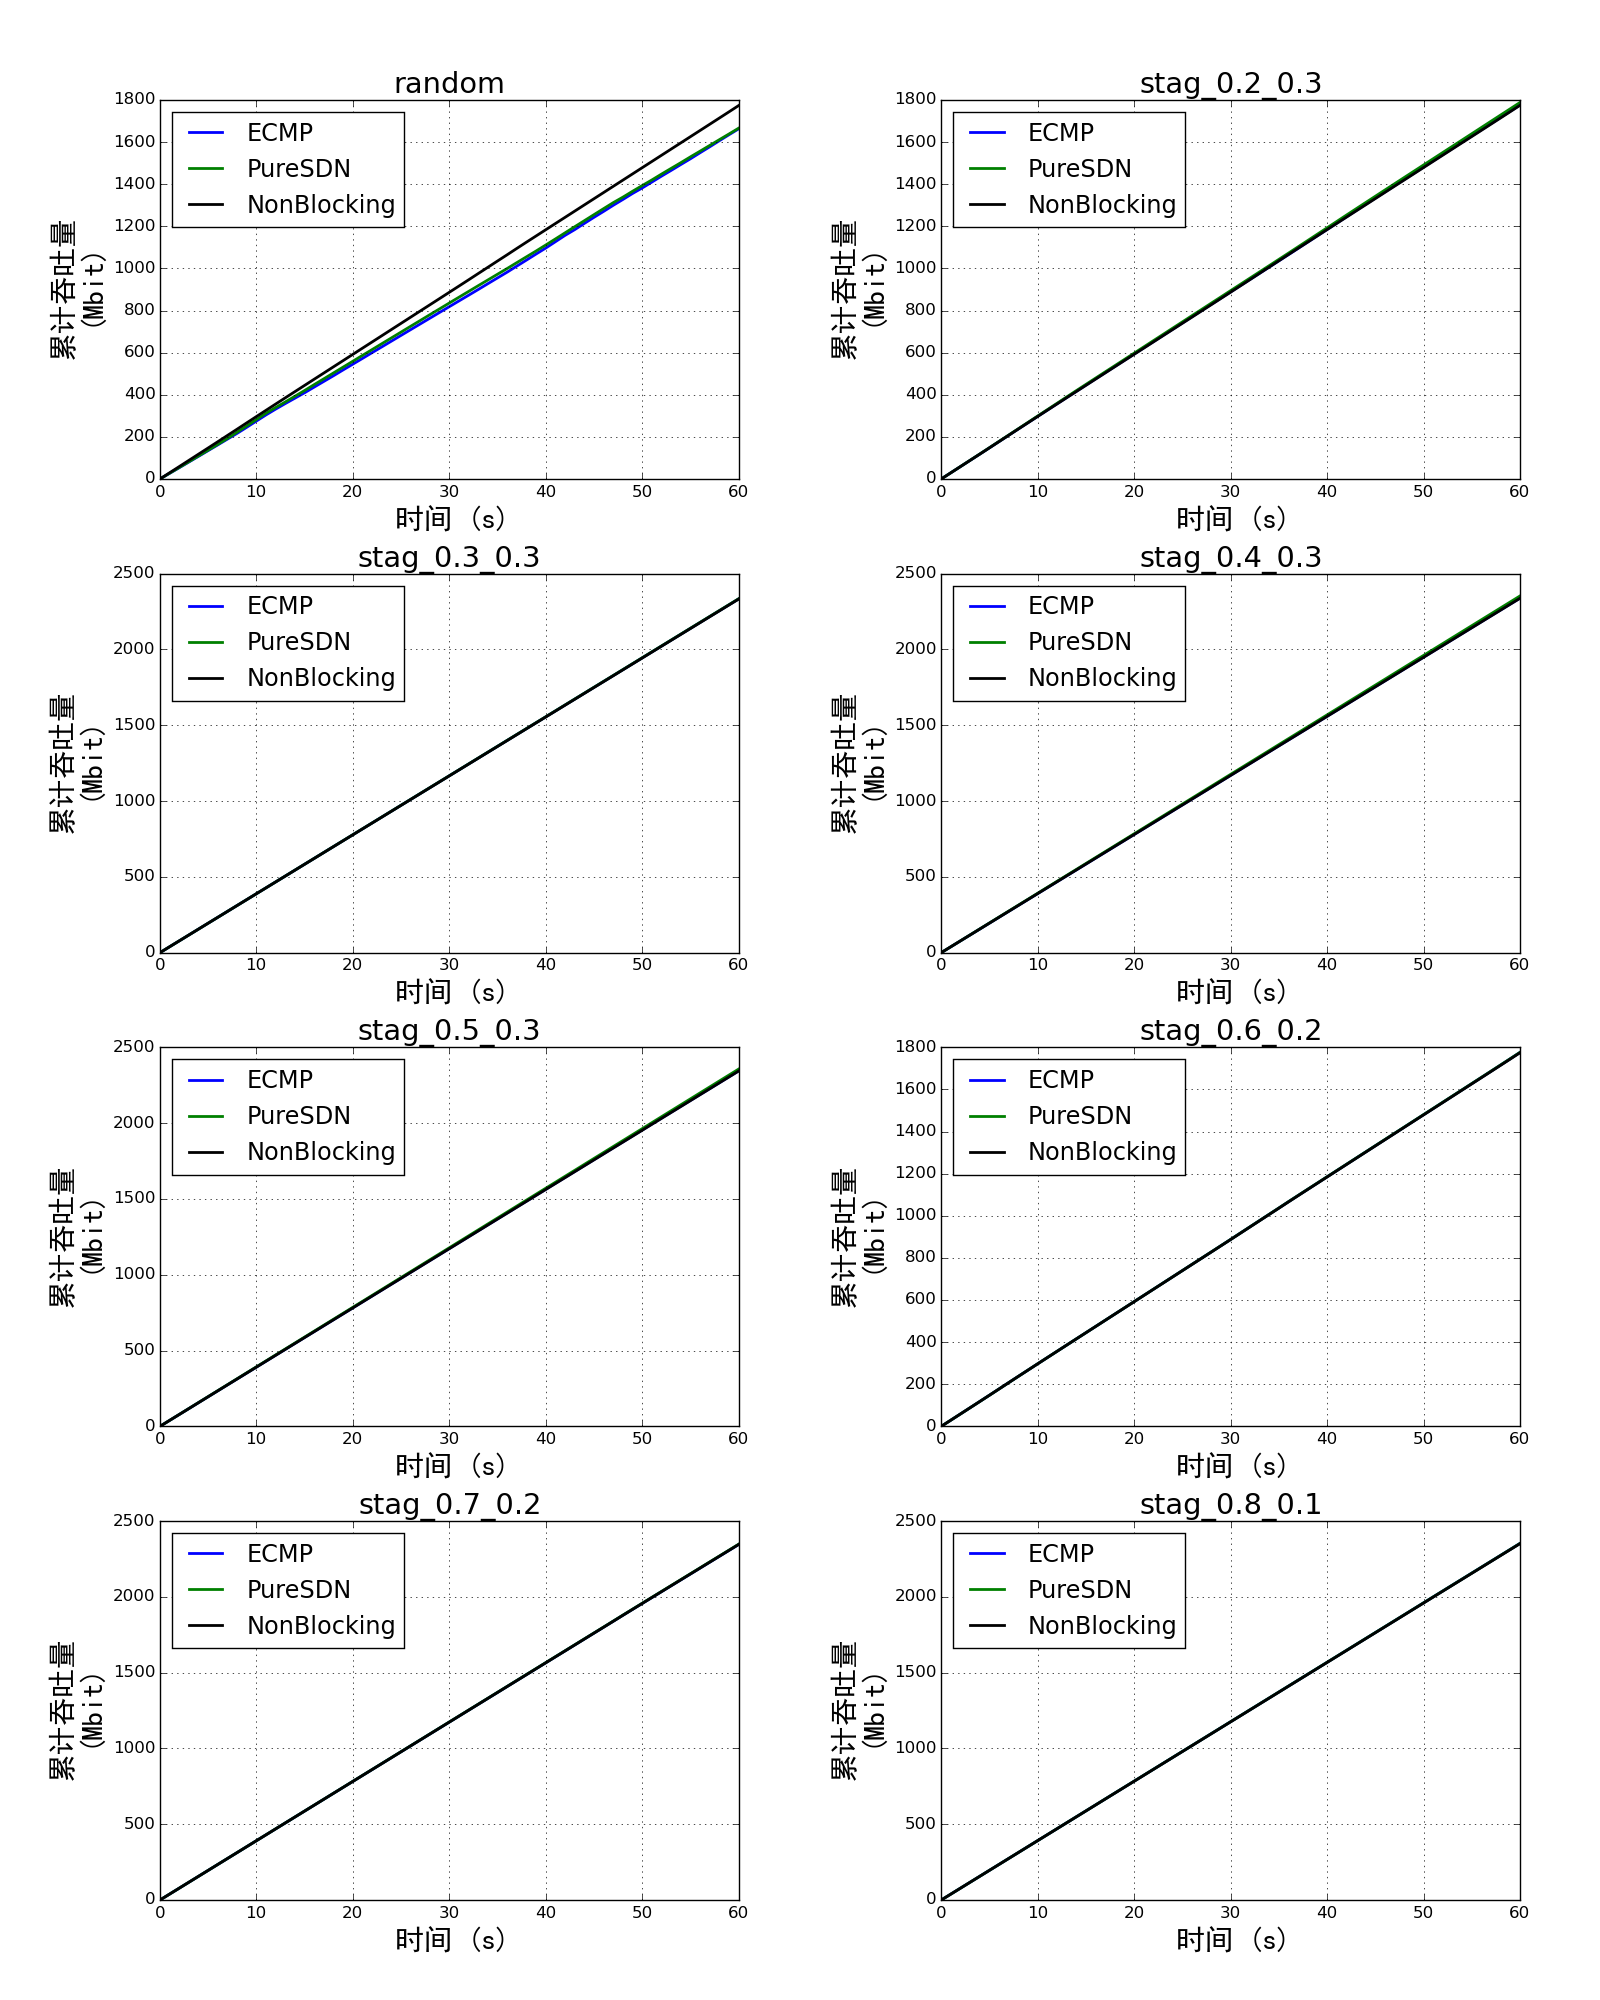 random
1800
1600
1400
1200
1000
800
600
400
200
0
ECMP
PureSDN
NonBlocking
累计吞吐量
(Mbit)
0 10 20 30 40 50 60
时间 (s)
stag_0.2_0.3
1800
1600
1400
1200
1000
800
600
400
200
0
ECMP
PureSDN
NonBlocking
累计吞吐量
(Mbit)
0 10 20 30 40 50 60
时间 (s)
stag_0.3_0.3
2500
2000
1500
1000
500
0
ECMP
PureSDN
NonBlocking
累计吞吐量
(Mbit)
0 10 20 30 40 50 60
时间 (s)
stag_0.4_0.3
2500
2000
1500
1000
500
0
ECMP
PureSDN
NonBlocking
累计吞吐量
(Mbit)
0 10 20 30 40 50 60
时间 (s)
stag_0.5_0.3
2500
2000
1500
1000
500
0
ECMP
PureSDN
NonBlocking
累计吞吐量
(Mbit)
0 10 20 30 40 50 60
时间 (s)
stag_0.6_0.2
1800
1600
1400
1200
1000
800
600
400
200
0
ECMP
PureSDN
NonBlocking
累计吞吐量
(Mbit)
0 10 20 30 40 50 60
时间 (s)
stag_0.7_0.2
2500
2000
1500
1000
500
0
ECMP
PureSDN
NonBlocking
累计吞吐量
(Mbit)
0 10 20 30 40 50 60
时间 (s)
stag_0.8_0.1
2500
2000
1500
1000
500
0
ECMP
PureSDN
NonBlocking
累计吞吐量
(Mbit)
0 10 20 30 40 50 60
时间 (s)